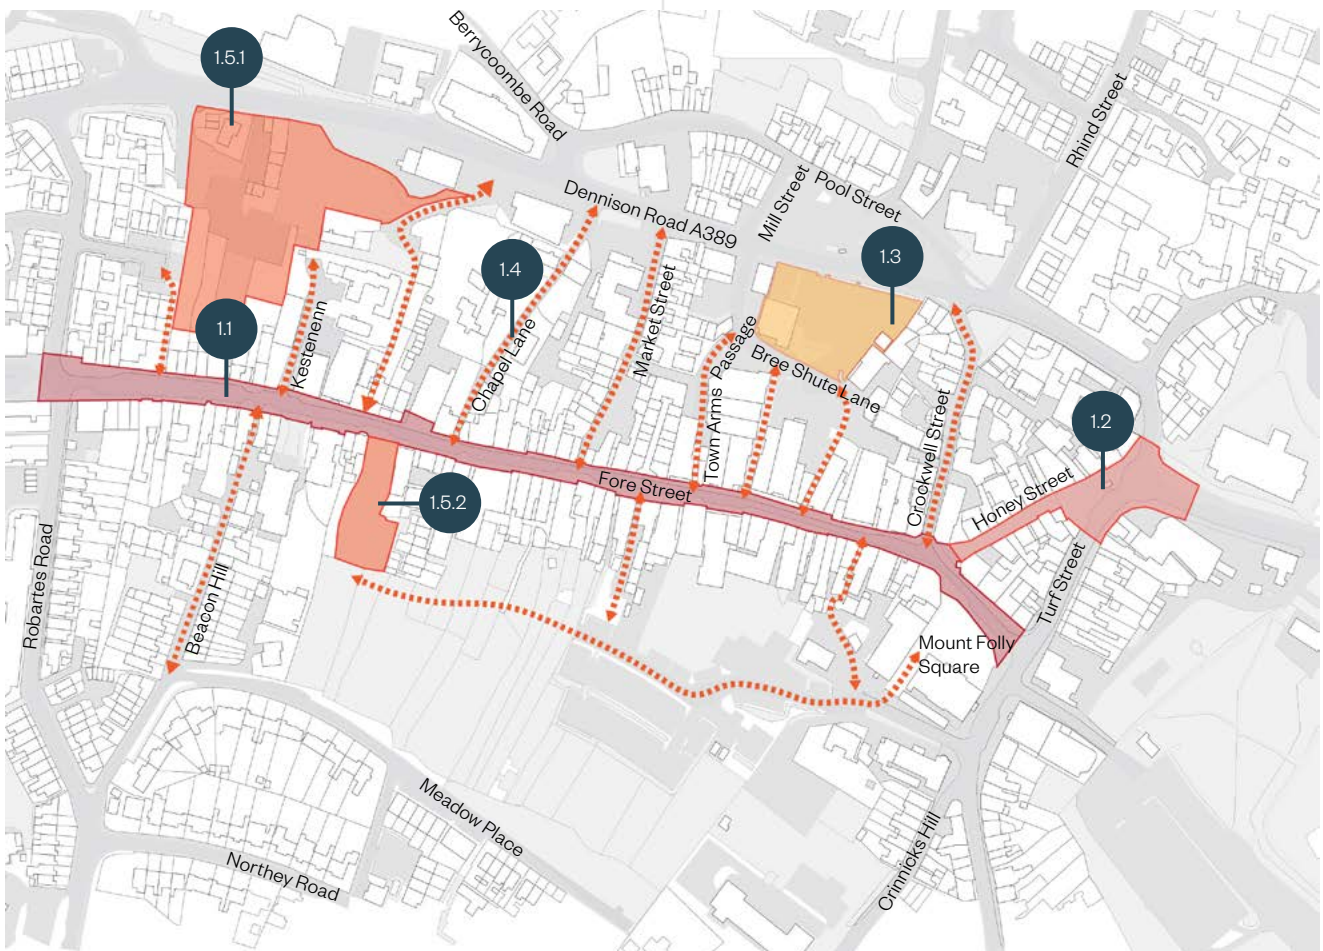 1.5.1
Berrycoombe Road
Rhind Street
Mill Street
Pool Street
Dennison Road A389
1.3
1.4
1.1
Kestenenn
Chapel Lane
Market Street
Town Arms Passage
Bree Shute Lane
Crockwell Street
1.2
Fore Street
Honey Street
1.5.2
Robartes Road
Beacon Hill
Turf Street
Mount Folly
Square
Meadow Place
Northey Road
Crinnicks Hill